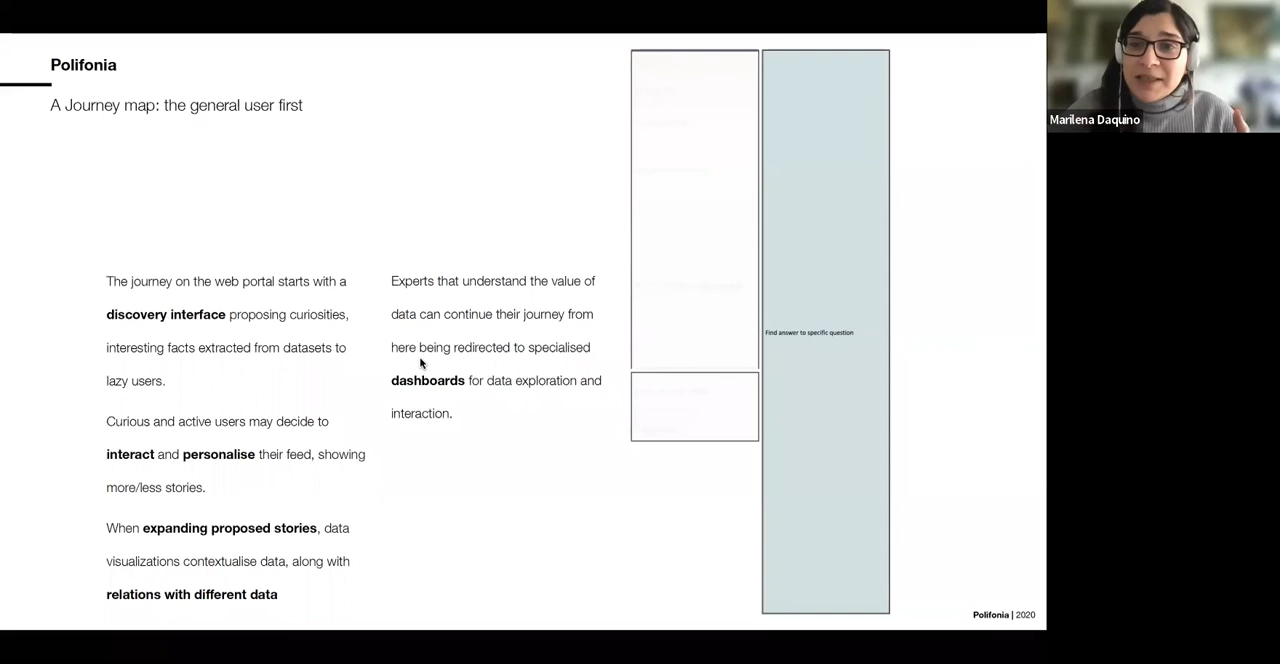 Polifonia
A Journey map: the general user first
The journey on the web portal starts with a
discovery interface proposing curiosities,
interesting facts extracted from datasets to
lazy users.
Curious and active users may decide to
interact and personalise their feed, showing
more/less stories.
When expanding proposed stories, data
visualizations contextualise data, along with
relations with different data
Experts that understand the value of
data can continue their journey from
here being redirected to specialised
dashboards for data exploration and
interaction.
Find answer to specific question
Polifonia | 2020
Marilena Daquino